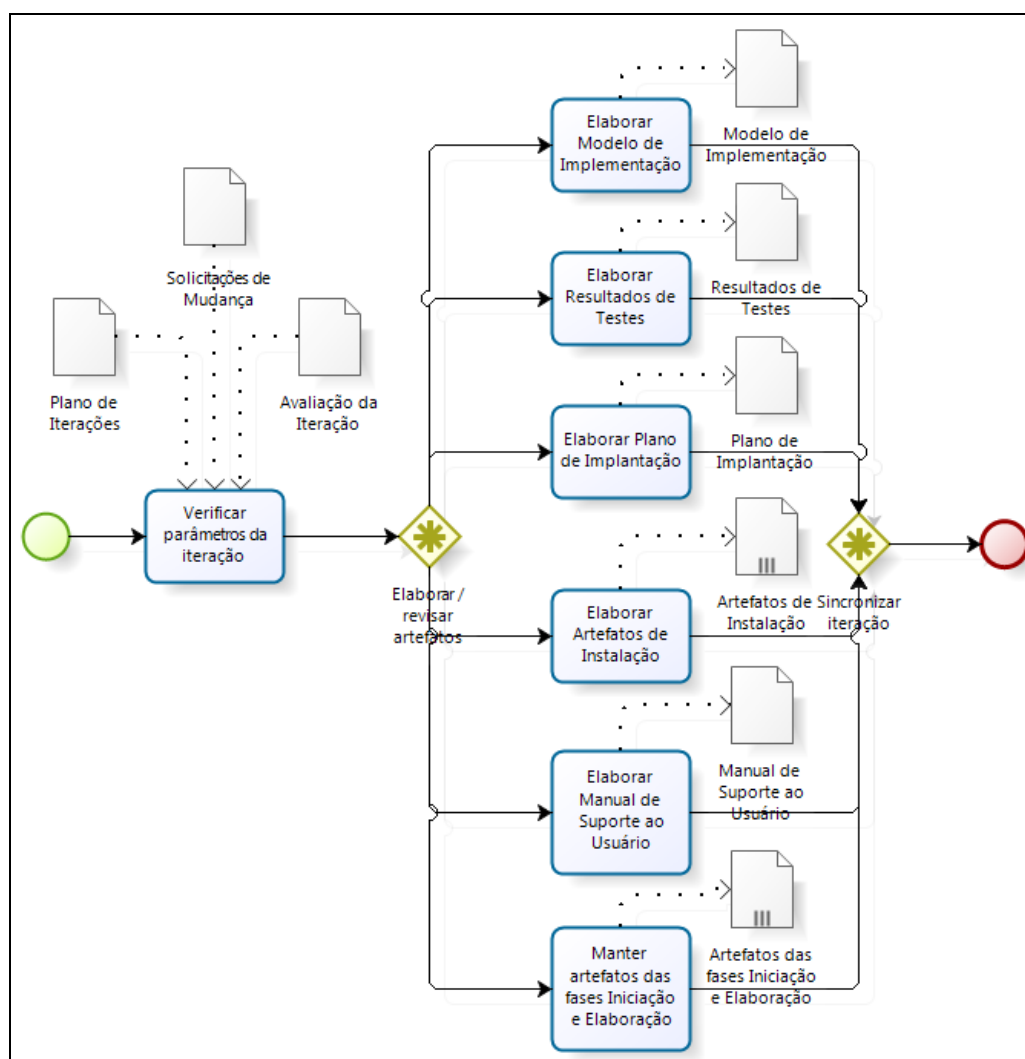 Elaborar
Modelo de
Implementação
Modelo de
Implementação
Solicitações de
Mudança
Elaborar
Resultados de
Testes
Resultados de
Testes
Plano de
Iterações
Avaliação da
Iteração
Elaborar Plano
de Implantação
Plano de
Implantação
Verificar
parâmetros da
iteração
Elaborar /
revisar
artefatos
Elaborar
Artefatos de
Instalação
Artefatos de
Instalação
Sincronizar
iteração
Elaborar
Manual de
Suporte ao
Usuário
Manual de
Suporte ao
Usuário
Manter
artefatos das
fases Iniciação
e Elaboração
Artefatos das
fases Iniciação
e Elaboração